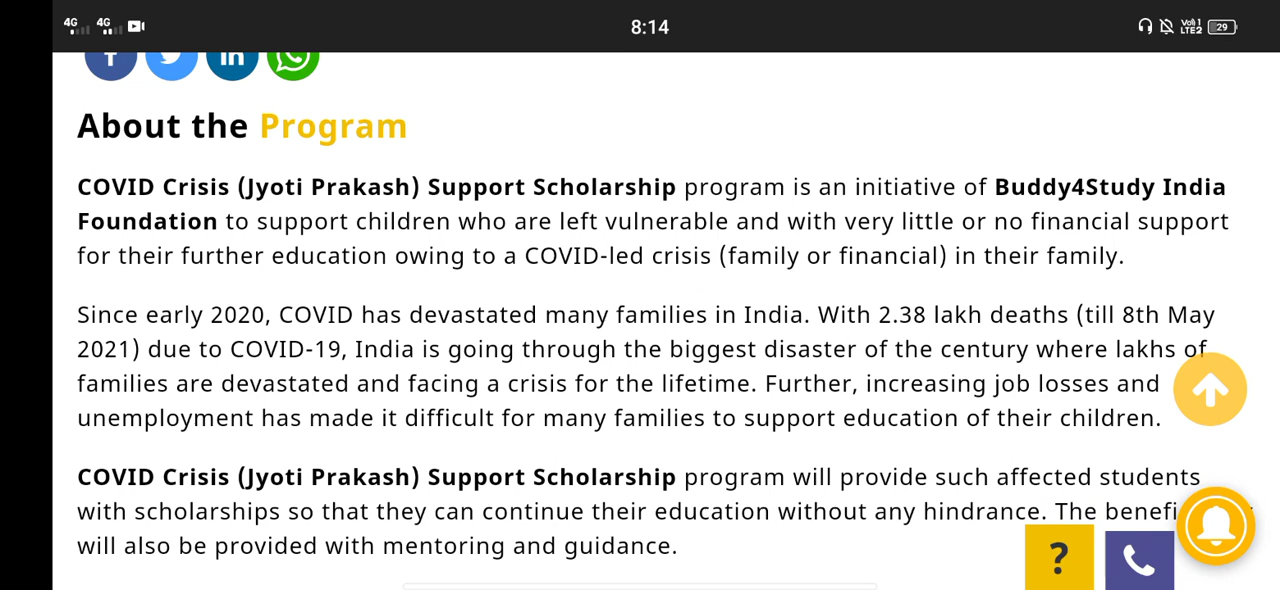 4G 4G 8:14 VoLTE1 LTE2 29
f in
About the Program
COVID Crisis (Jyoti Prakash) Support Scholarship program is an initiative of Buddy4Study India
Foundation to support children who are left vulnerable and with very little or no financial support
for their further education owing to a COVID-led crisis (family or financial) in their family.
Since early 2020, COVID has devastated many families in India. With 2.38 lakh deaths (till 8th May
2021) due to COVID-19, India is going through the biggest disaster of the century where lakhs of
families are devastated and facing a crisis for the lifetime. Further, increasing job losses and
unemployment has made it difficult for many families to support education of their children.
COVID Crisis (Jyoti Prakash) Support Scholarship program will provide such affected students
with scholarships so that they can continue their education without any hindrance. The
will also be provided with mentoring and guidance.
?